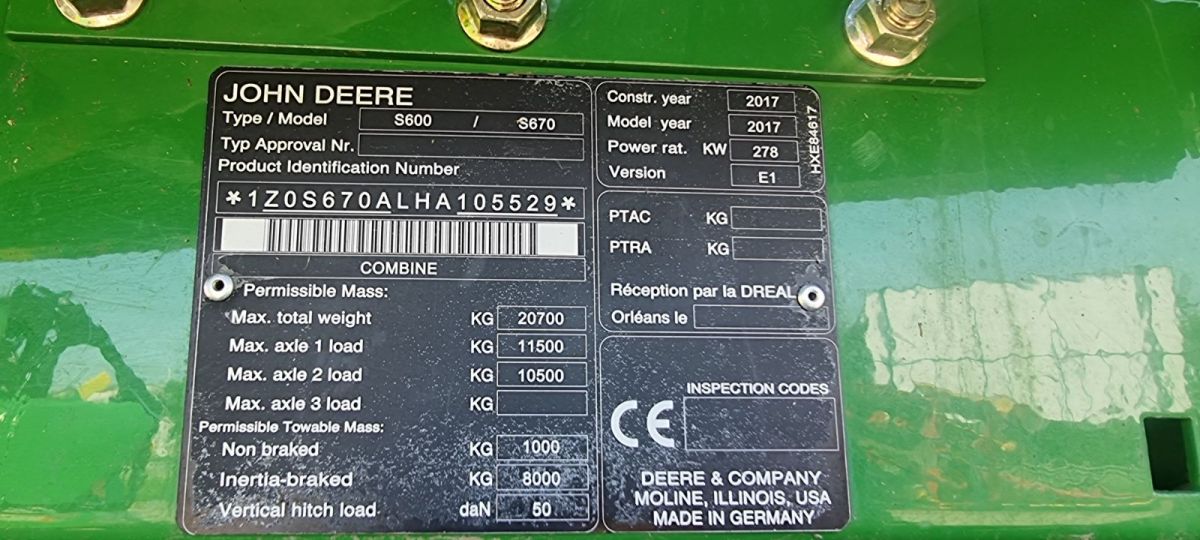 JOHN DEERE
Type / Model S600 / S670
Typ Approval Nr.
Product Identification Number
*1Z0S670ALHA105529*
COMBINE
Permissible Mass:
Max. total weight KG 20700
Max. axle 1 load KG 11500
Max. axle 2 load KG 10500
Max. axle 3 load KG
Permissible Towable Mass:
Non braked KG 1000
Inertia-braked KG 8000
Vertical hitch load daN 50
Constr. year 2017
Model year 2017
Power rat. KW 278
Version E1
HXE84617
PTAC KG
PTRA KG
Réception par la DREAL
Orléans le
INSPECTION CODES
CE
DEERE & COMPANY
MOLINE, ILLINOIS, USA
MADE IN GERMANY